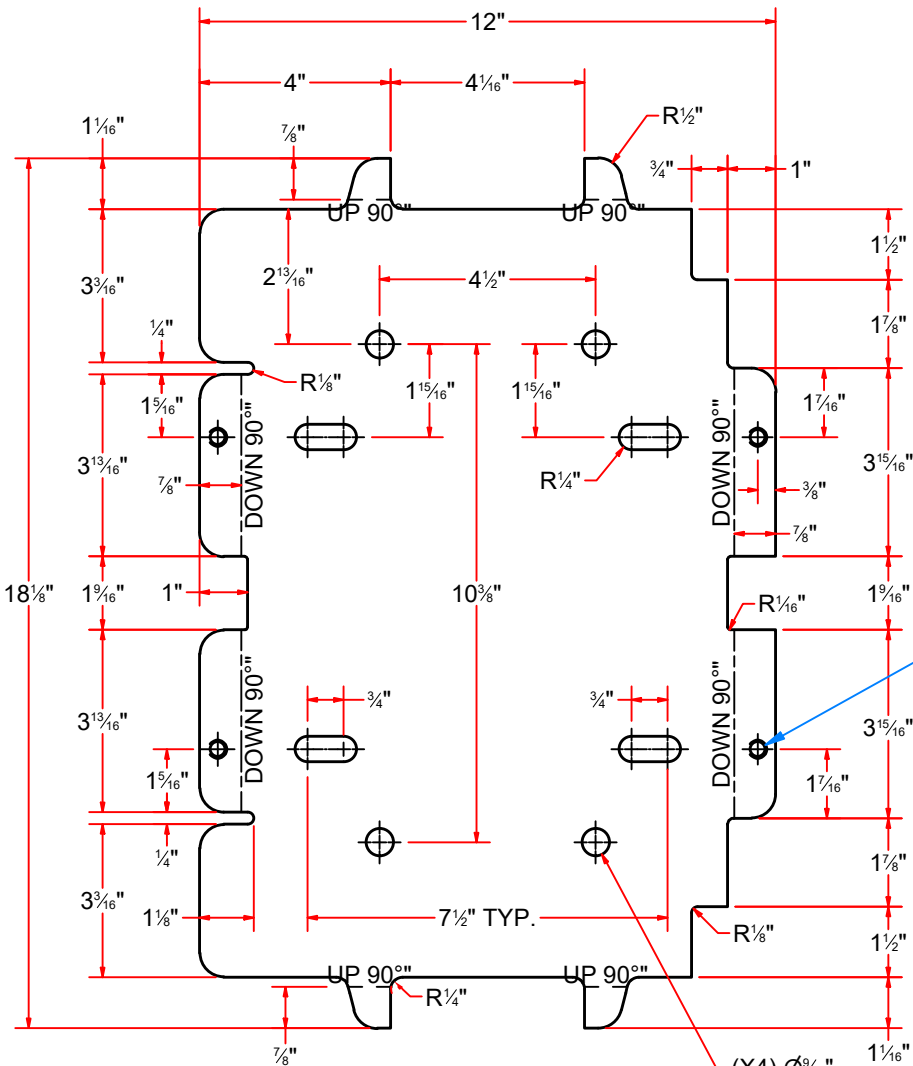 12"
4"
4 1⁄16"
R1⁄2"
7⁄8"
1 1⁄16"
3⁄4"
1"
UP 90°"
UP 90°"
2 13⁄16"
4 1⁄2"
1 1⁄2"
3 3⁄16"
1 7⁄8"
1⁄4"
R1⁄8"
1 15⁄16"
1 15⁄16"
1 5⁄16"
1 7⁄16"
3 13⁄16"
DOWN 90°"
DOWN 90°"
3 15⁄16"
7⁄8"
R1⁄4"
3⁄8"
7⁄8"
18 1⁄8"
1 9⁄16"
1"
10 3⁄8"
1 9⁄16"
R1⁄16"
3⁄4"
3⁄4"
3 13⁄16"
DOWN 90°"
DOWN 90°"
3 15⁄16"
1 5⁄16"
1 7⁄16"
1⁄4"
1 7⁄8"
3 3⁄16"
1 1⁄8"
7 1⁄2" TYP.
R1⁄8"
1 1⁄2"
UP 90°"
UP 90°"
R1⁄4"
7⁄8"
1 1⁄16"
(X4) Ø